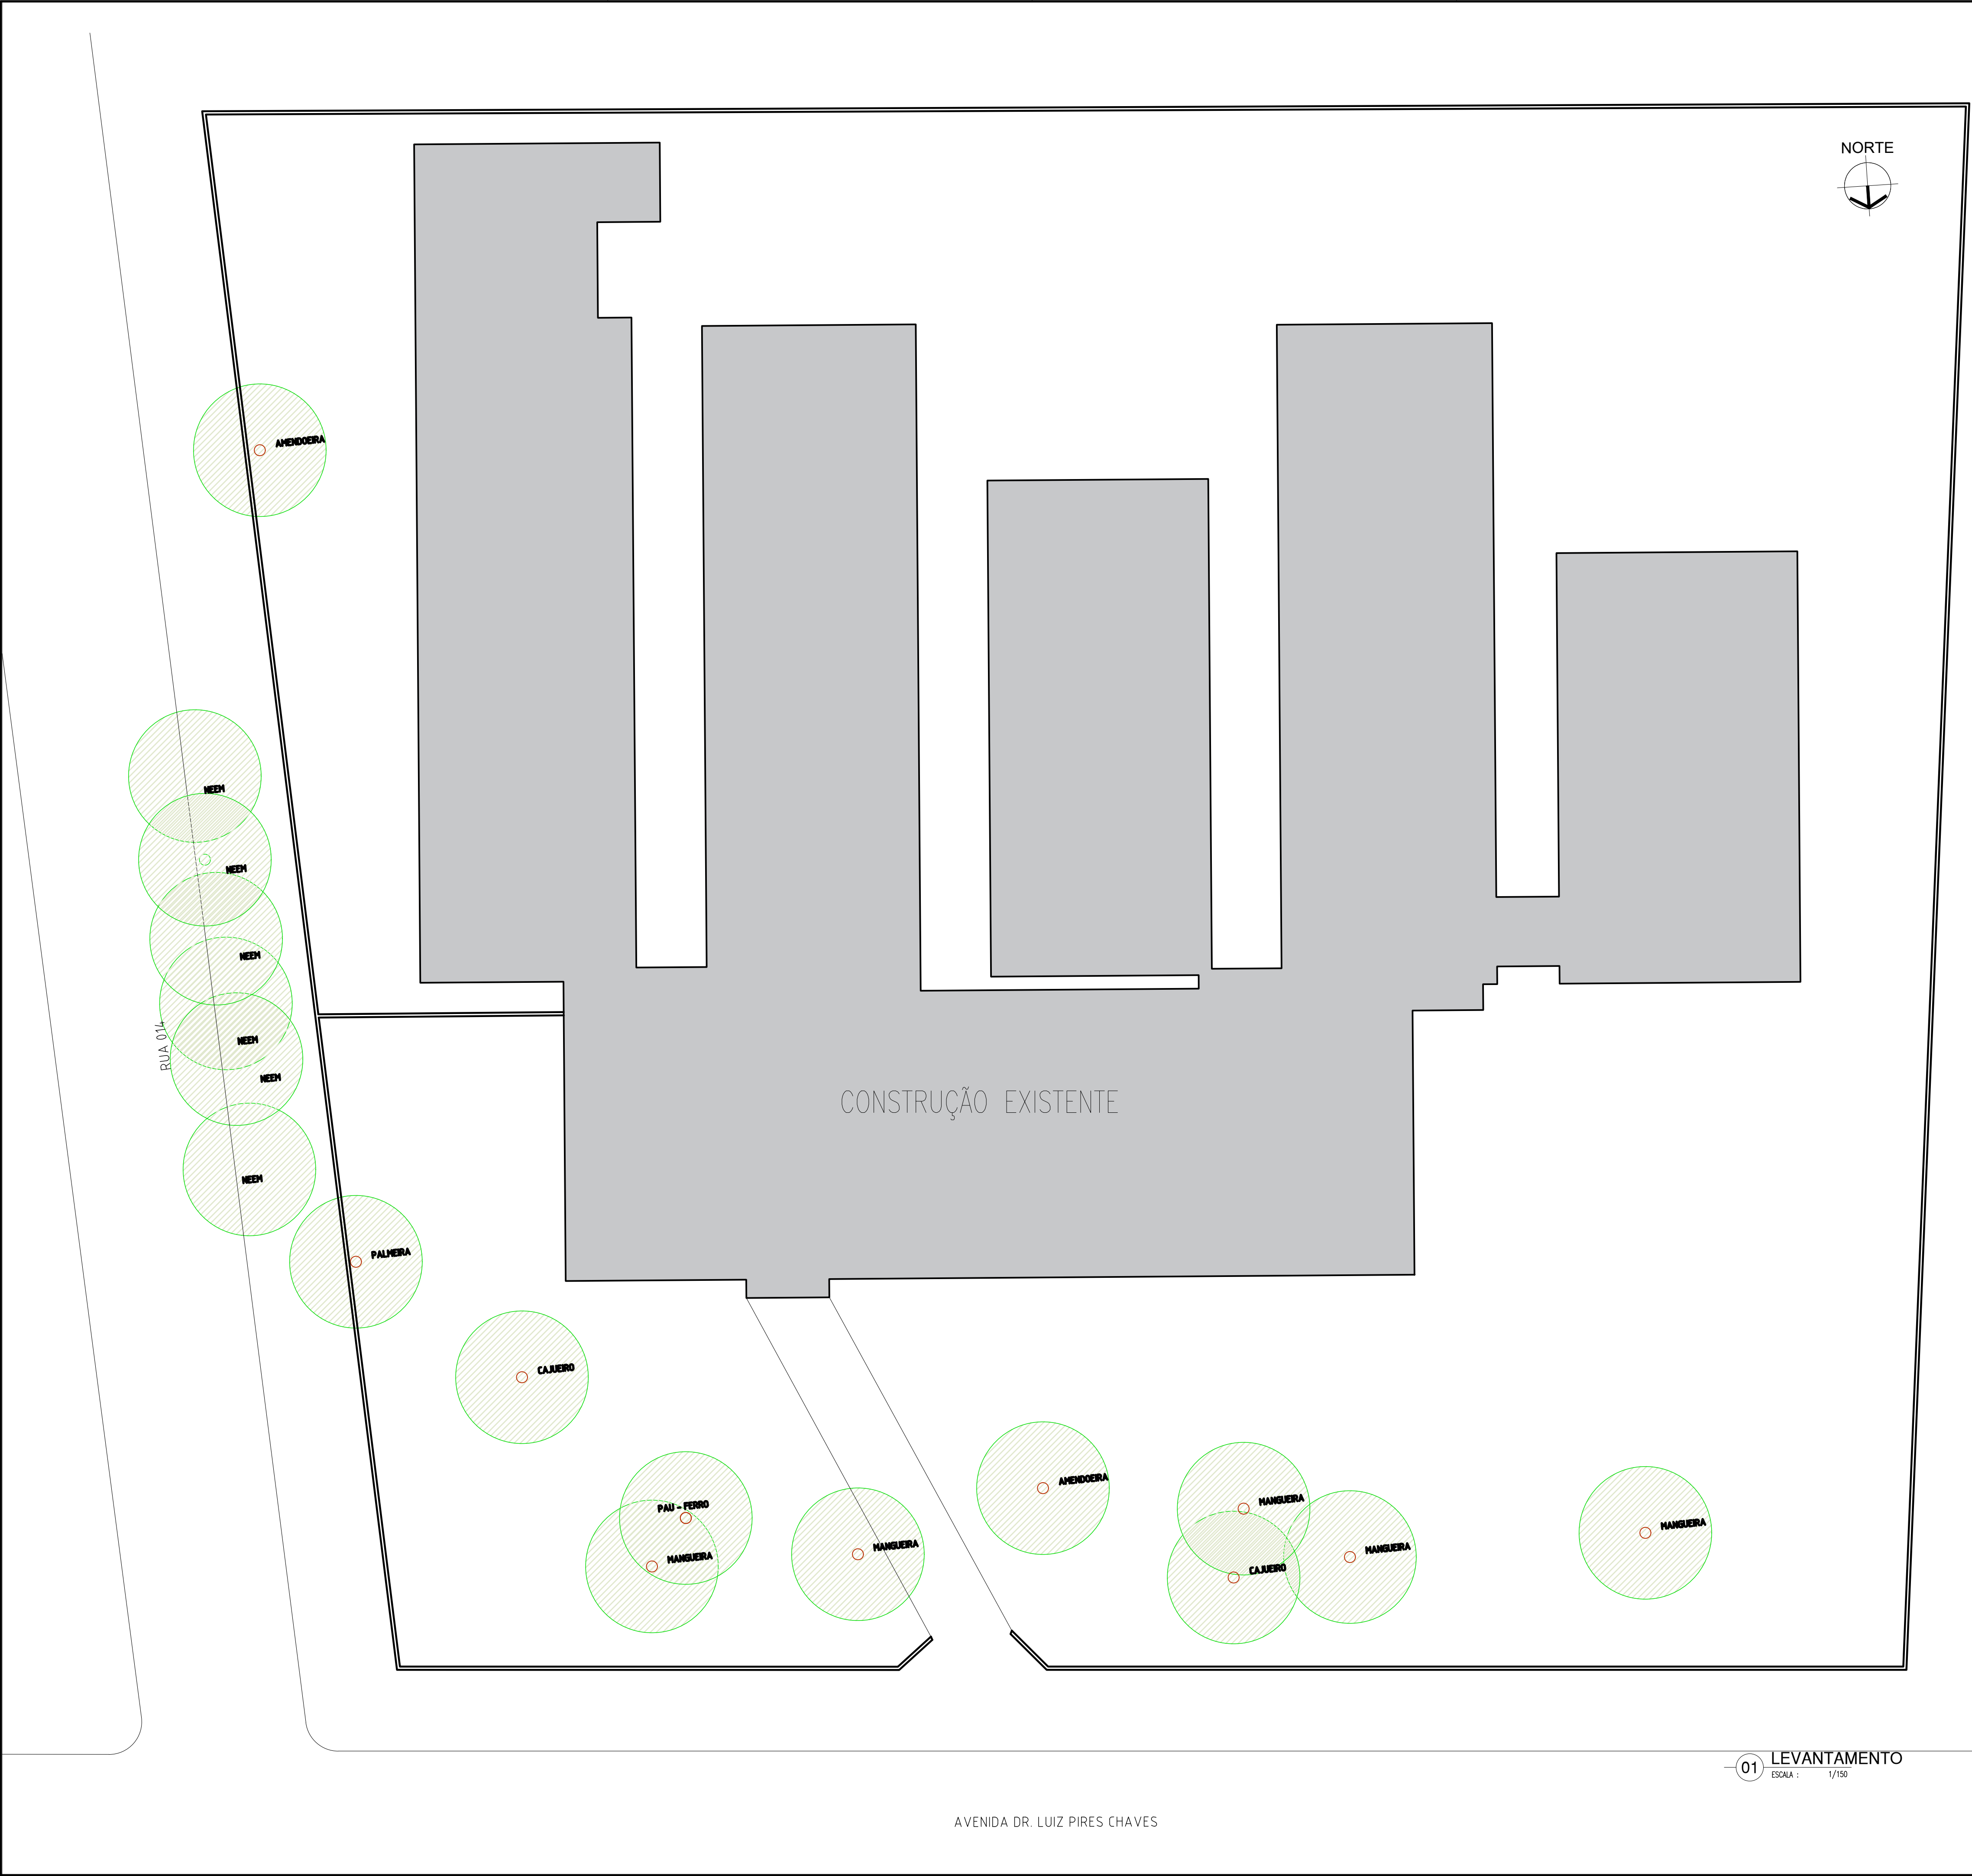 NORTE
AMENDOEIRA
NEEM
NEEM
NEEM
NEEM
RUA 014
NEEM
CONSTRUÇÃO EXISTENTE
NEEM
PALMEIRA
CAJUEIRO
AMENDOEIRA
PAU - FERRO
MANGUEIRA
MANGUEIRA
MANGUEIRA
MANGUEIRA
MANGUEIRA
CAJUEIRO
01 LEVANTAMENTO
ESCALA : 1/150
AVENIDA DR. LUIZ PIRES CHAVES